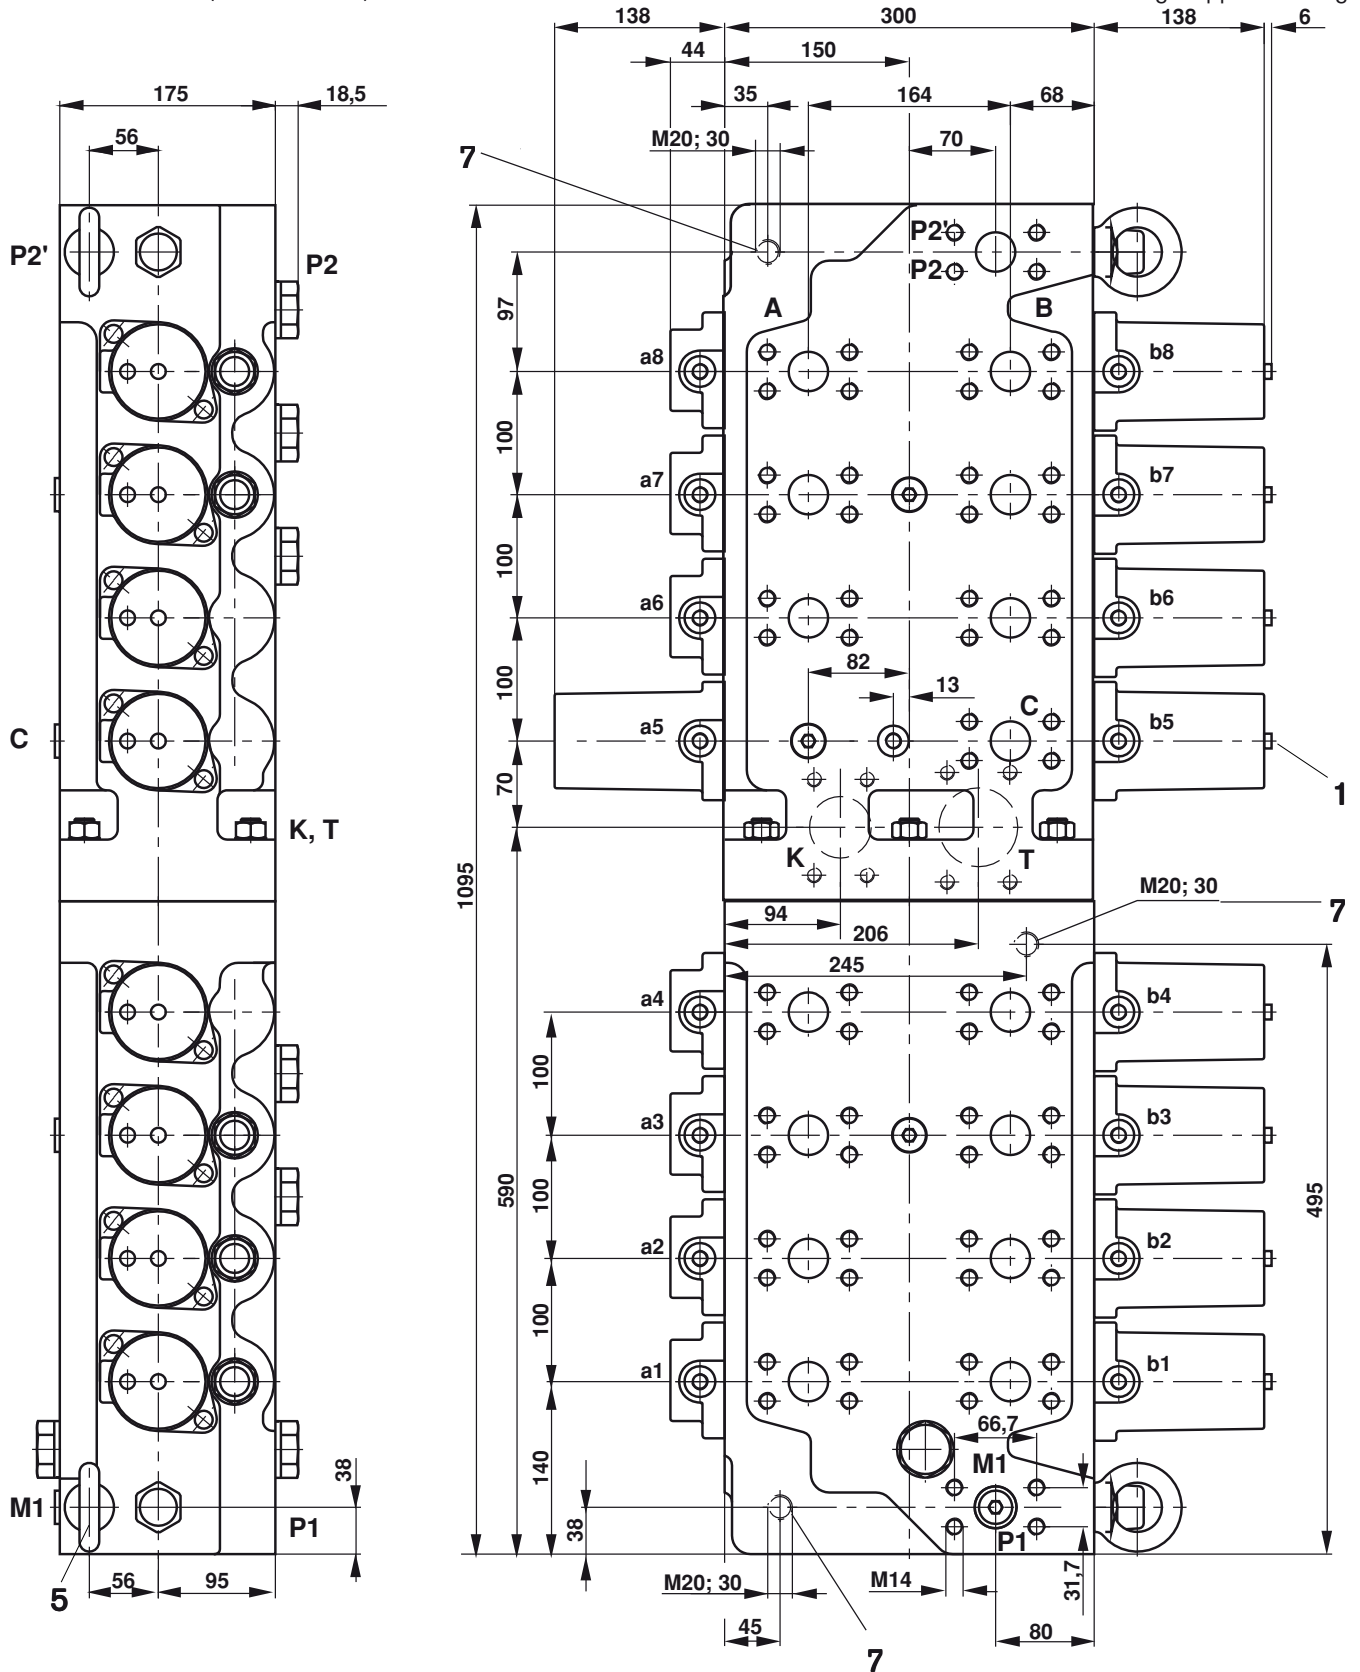 138 300 138 6
44 150
175 18,5 35 164 68
56 M20; 30 70
7
P2' P2 P2'
P2
97 A B
a8 b8
100
a7 b7
100
a6 b6
100 82 13
C C
a5 b5
70 1
K, T K T
1095 M20; 30
94 7
206
245
a4 b4
100
a3 b3
590 100 495
a2 b2
100
a1 b1
66,7
140 M1
38
M1 P1 38 P1
56 95 M20; 30 M14 31,7
5
45 80
7